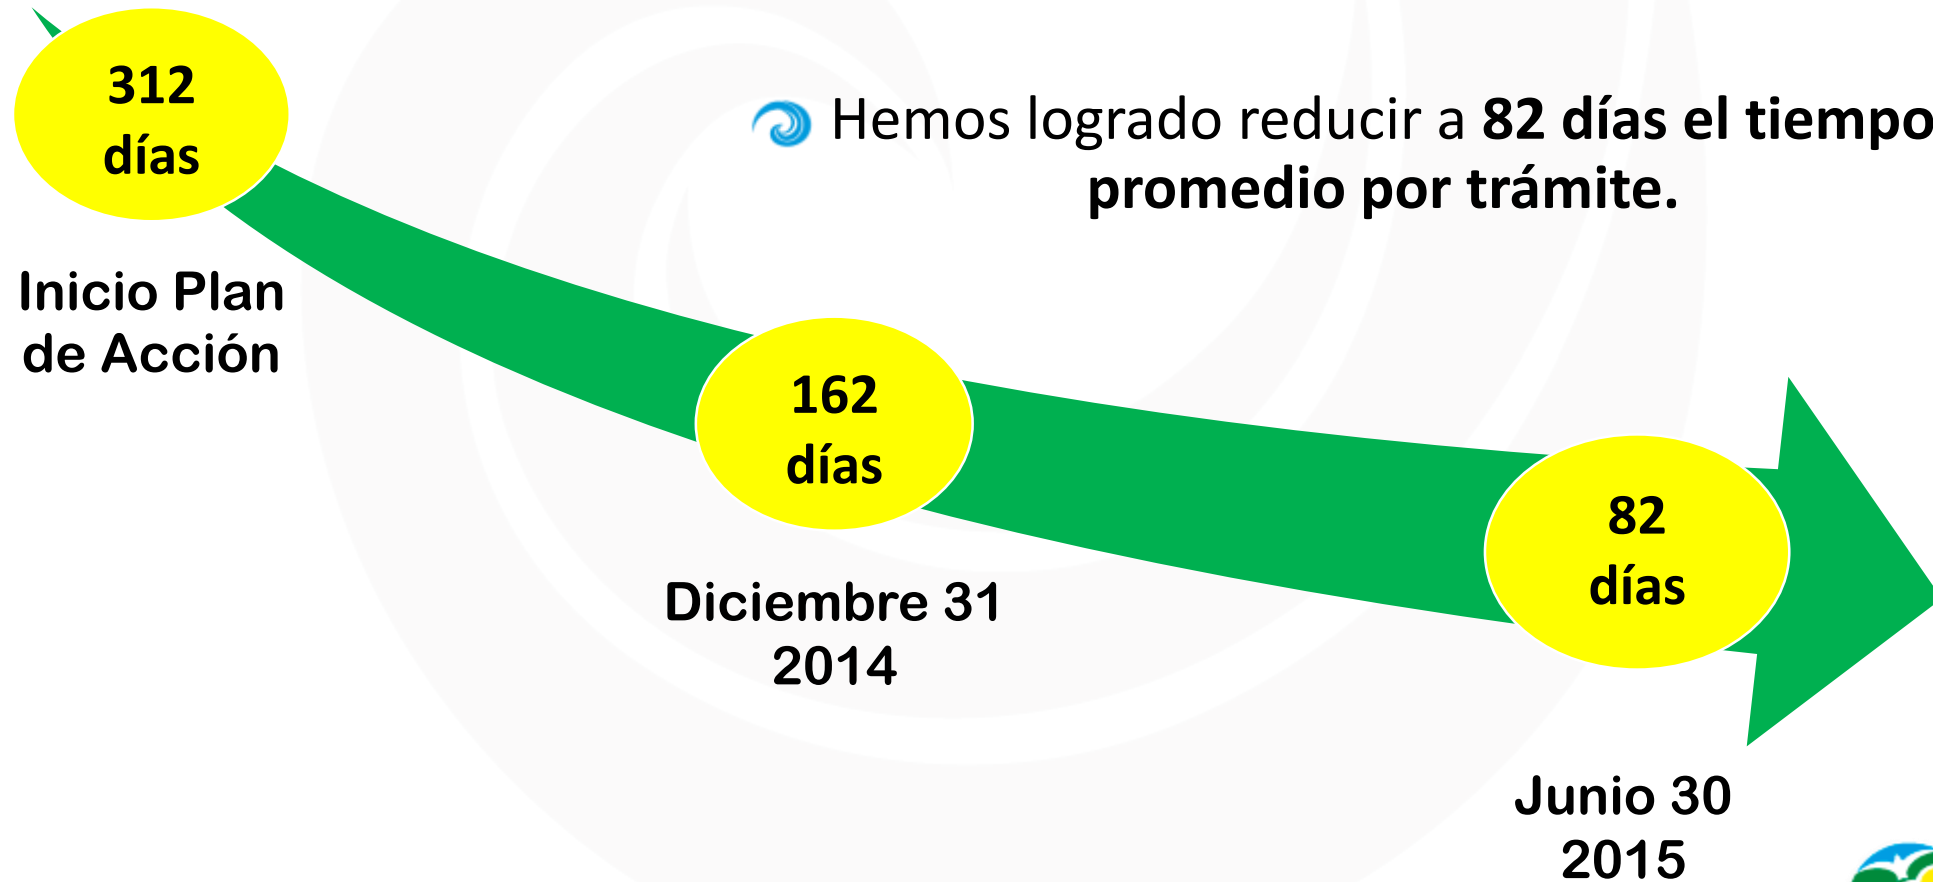 312
días
Hemos logrado reducir a 82 días el tiempo
promedio por trámite.
Inicio Plan
de Acción
162
días
Diciembre 31
2014
82
días
Junio 30
2015